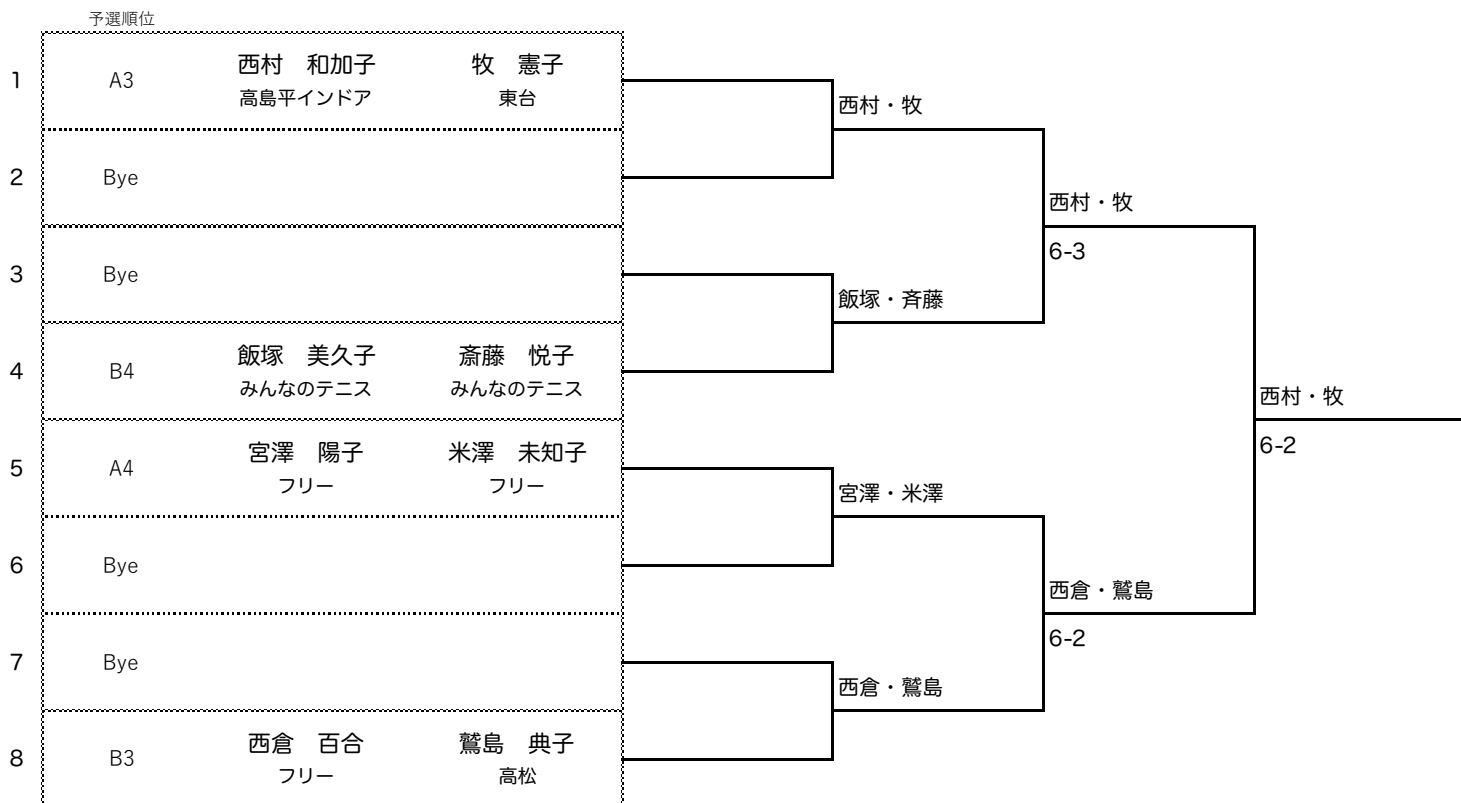 予選順位
1 A3 西村　和加子 牧　憲子
高島平インドア 東台
西村・牧
2 Bye
西村・牧
6-3
3 Bye
飯塚・斉藤
4 B4 飯塚　美久子 斎藤　悦子
みんなのテニス みんなのテニス
西村・牧
6-2
5 A4 宮澤　陽子 米澤　未知子
フリー フリー
宮澤・米澤
6 Bye
西倉・鷲島
6-2
7 Bye
西倉・鷲島
8 B3 西倉　百合 鷲島　典子
フリー 高松